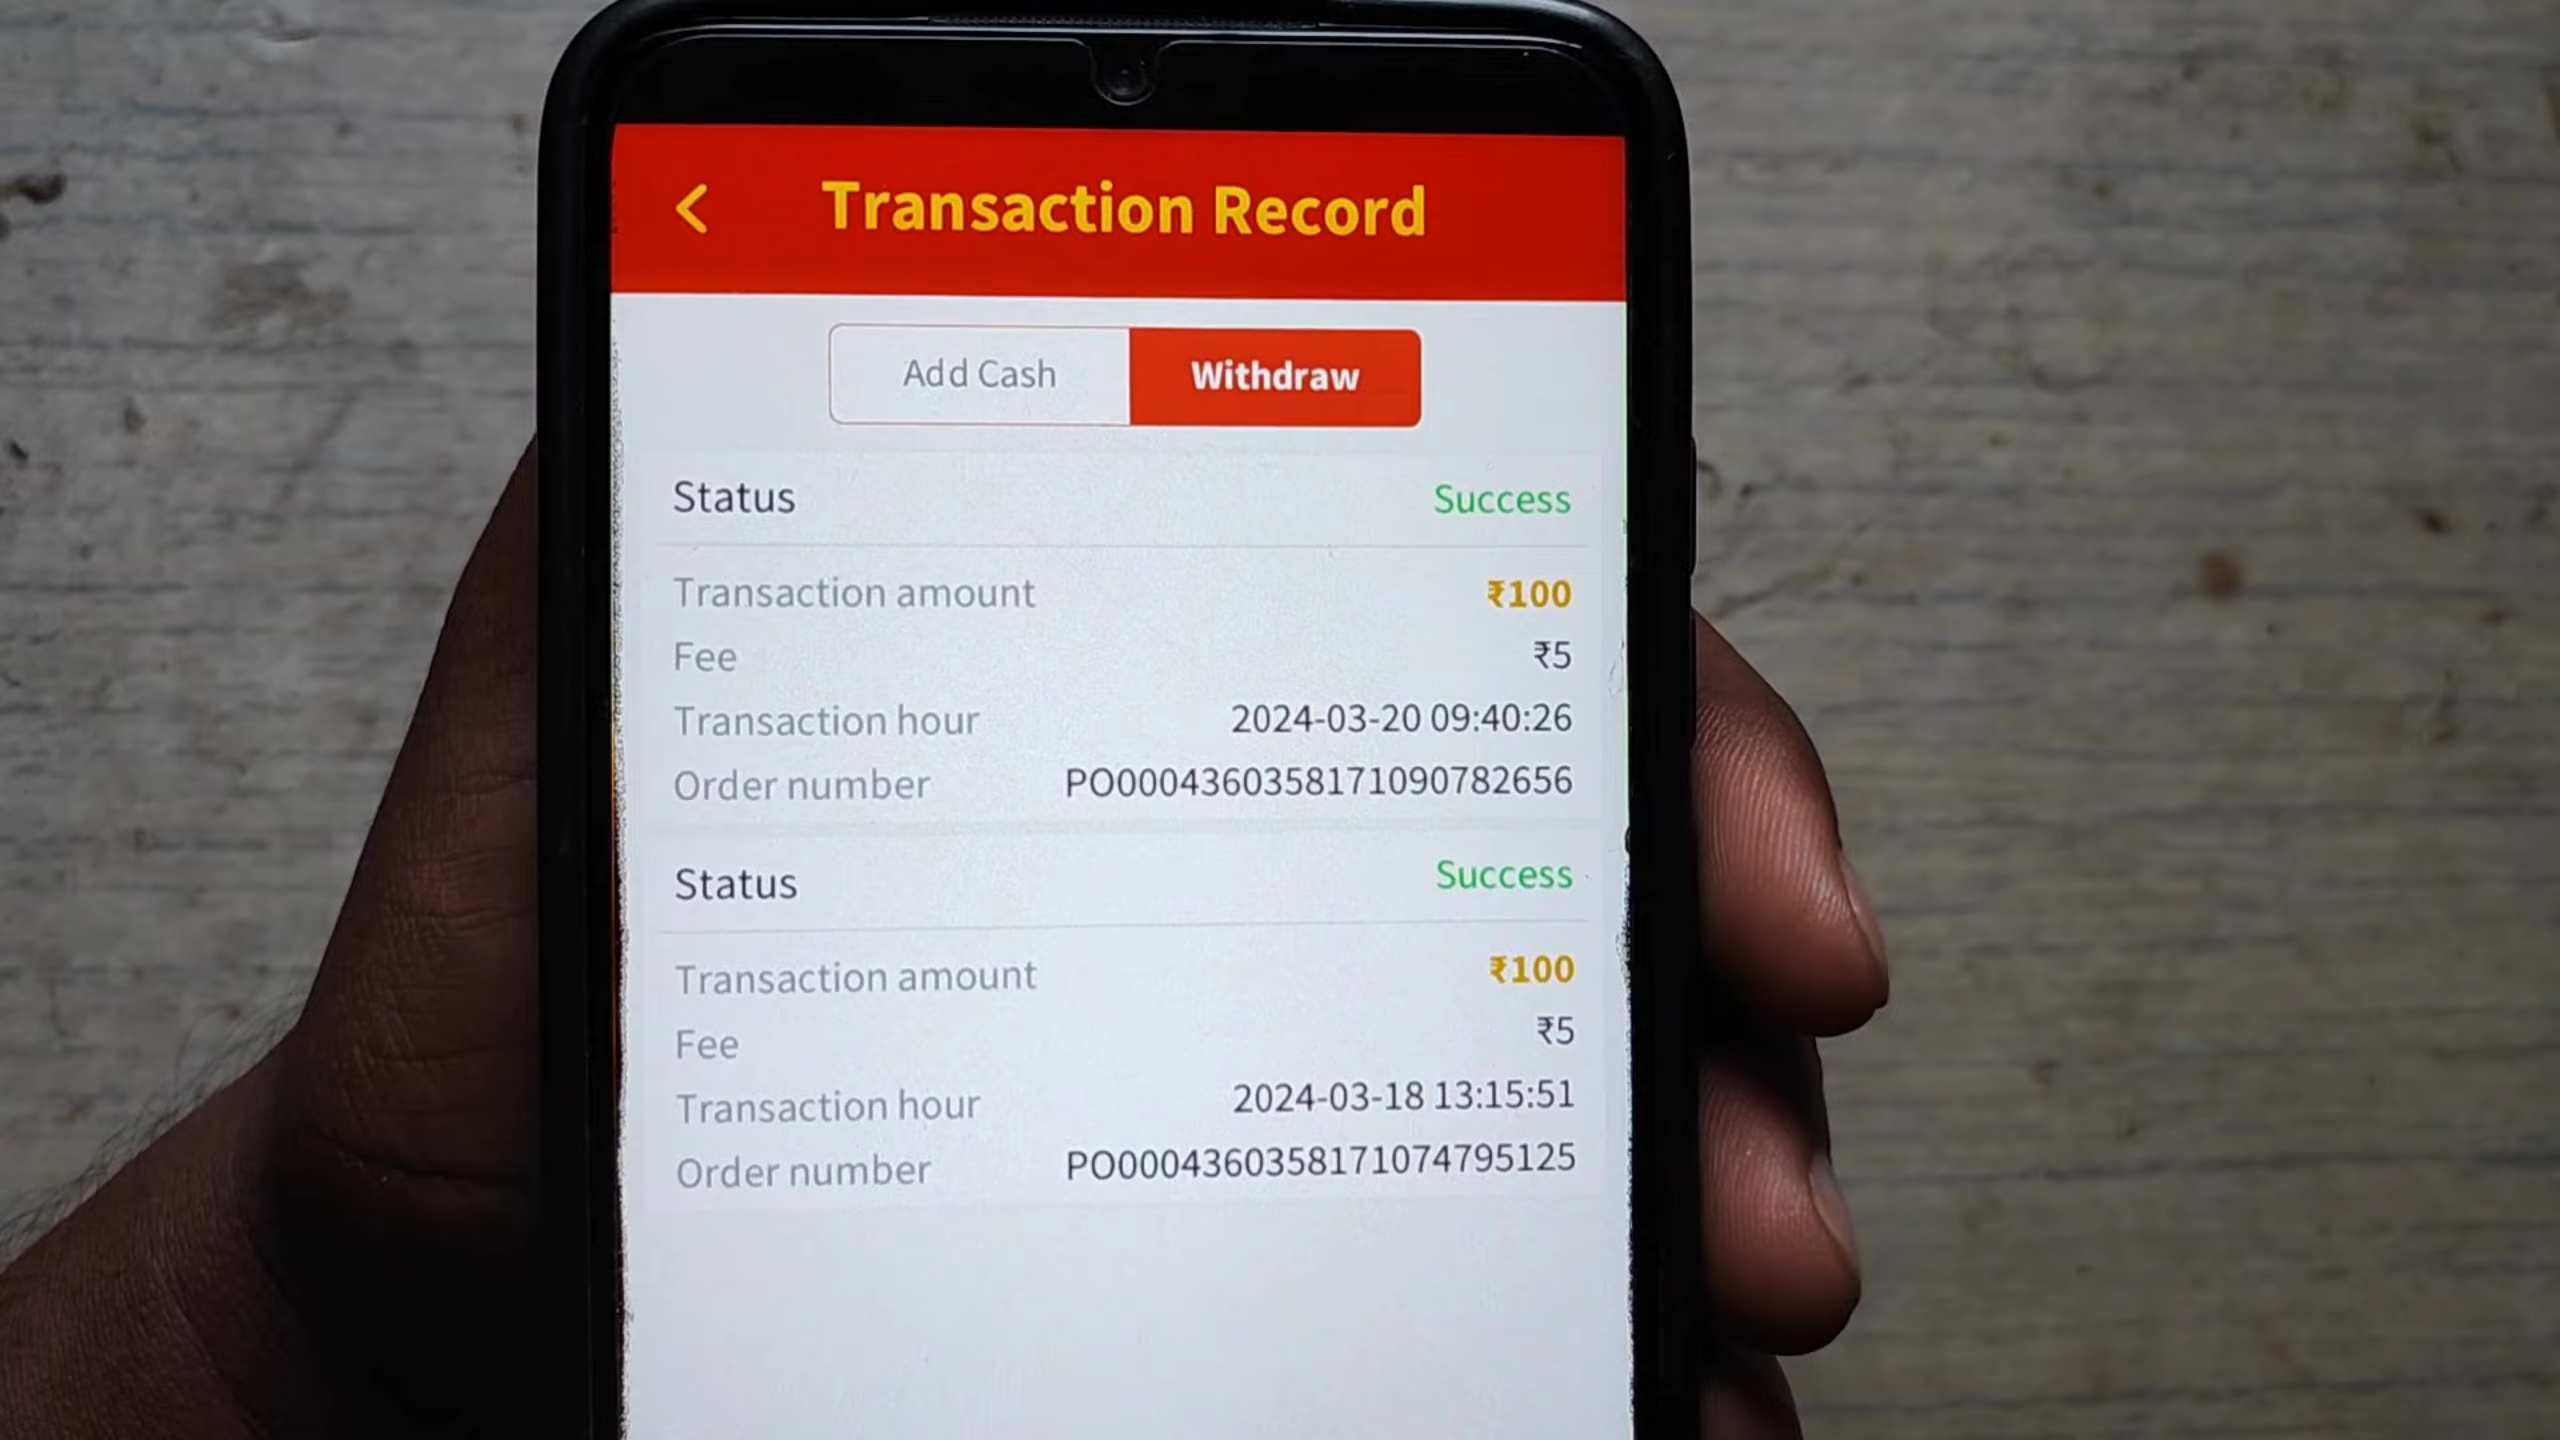 Transaction Record
Add Cash Withdraw
Status Success
Transaction amount ₹100
Fee ₹5
Transaction hour 2024-03-20 09:40:26
Order number PO0004360358171090782656
Status Success
Transaction amount ₹100
Fee ₹5
Transaction hour 2024-03-18 13:15:51
Order number PO0004360358171074795125